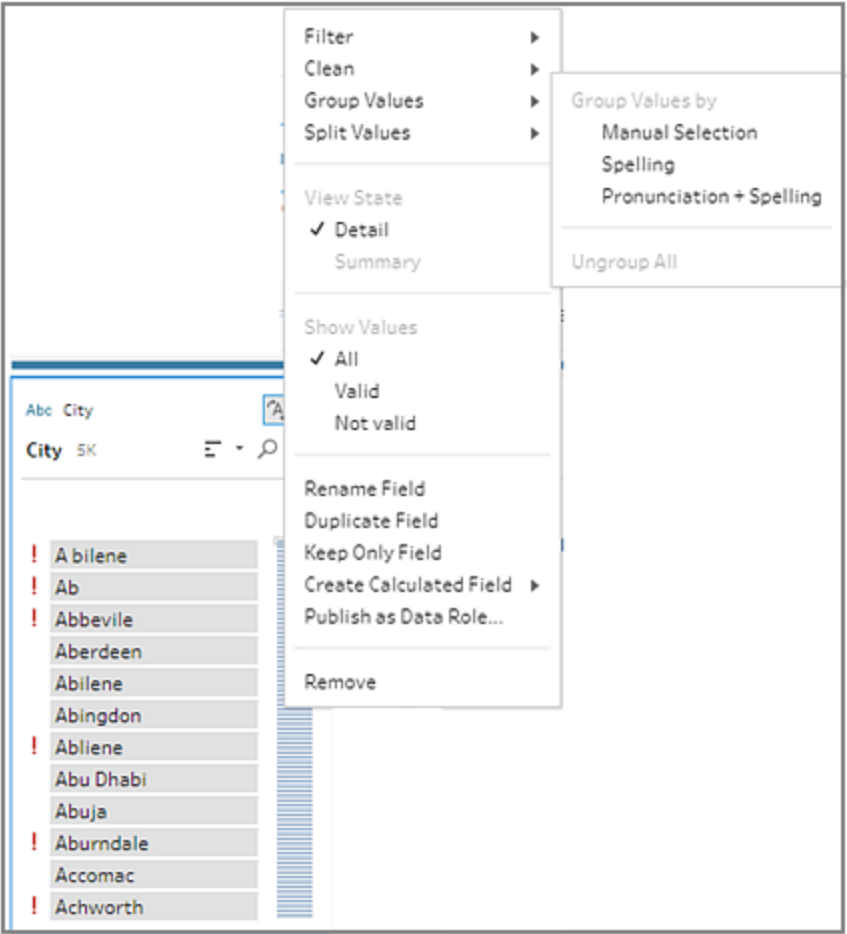 Filter
Clean
Group Values
Split Values
View State
✓ Detail
Summary
Show Values
✓ All
Valid
Not valid
Rename Field
Duplicate Field
Keep Only Field
Create Calculated Field
Publish as Data Role...
Remove
Group Values by
Manual Selection
Spelling
Pronunciation + Spelling
Ungroup All
Abc City
City 5K
! A bilene
! Ab
! Abbevile
Aberdeen
Abilene
Abingdon
! Abliene
Abu Dhabi
Abuja
! Aburndale
Accomac
! Achworth